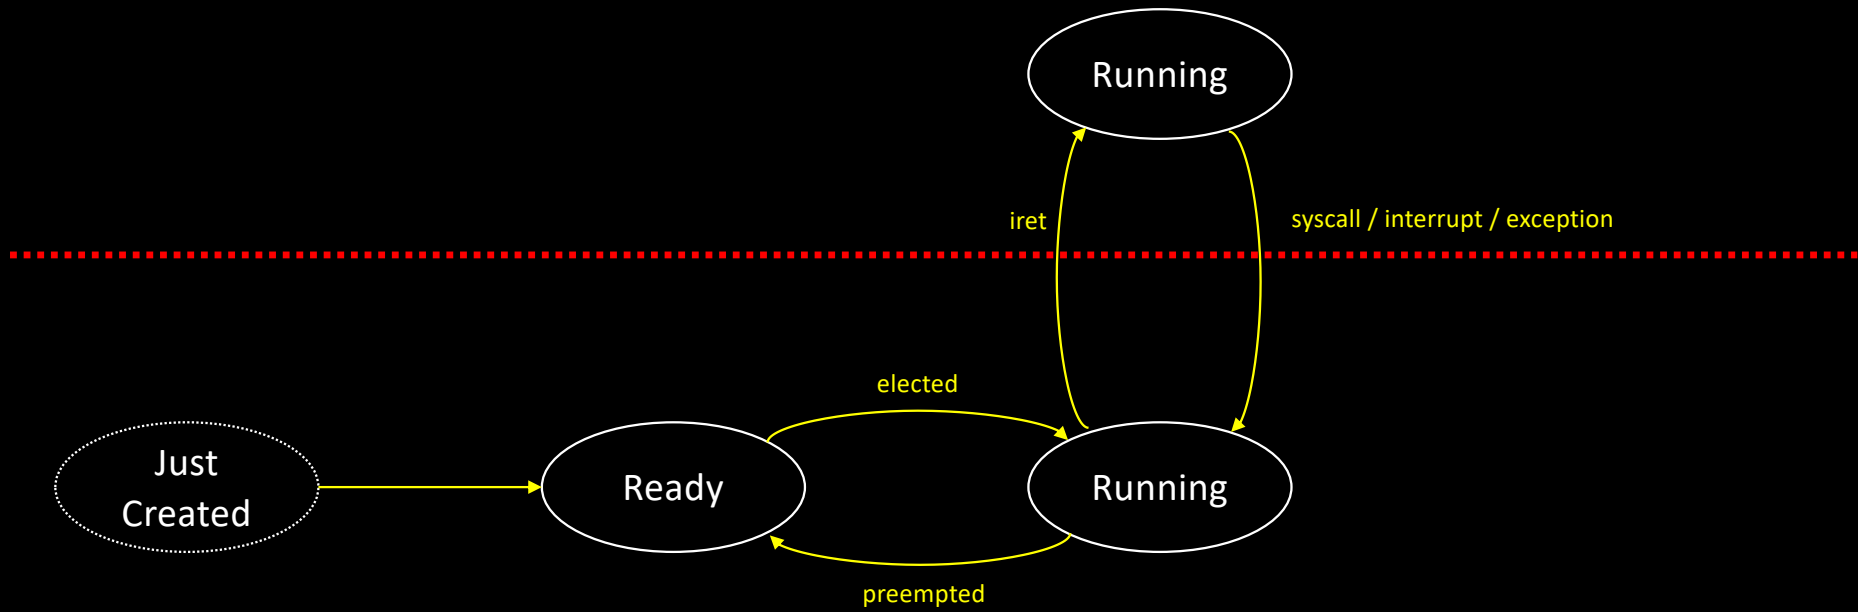 Running
iret
syscall / interrupt / exception
elected
Just
Created
Ready
Running
preempted